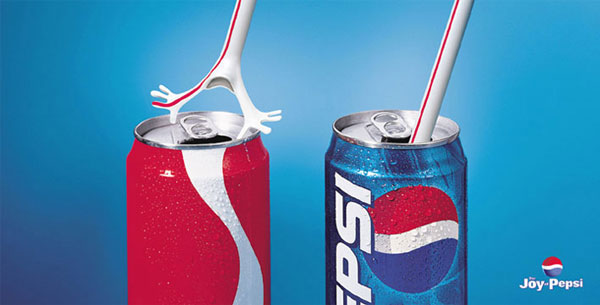 PEPSI
The
Joy of Pepsi